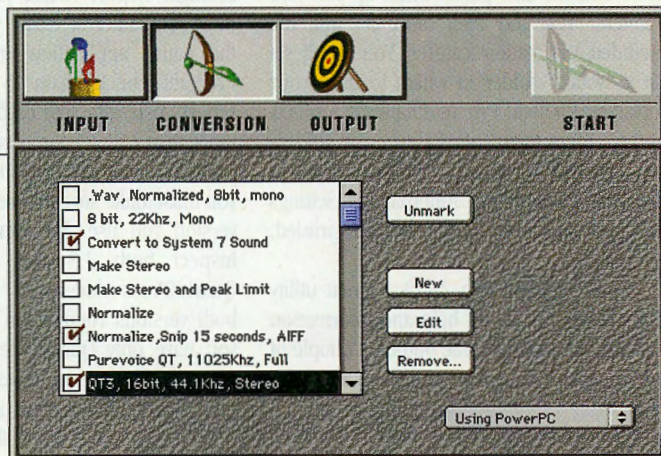 INPUT CONVERSION OUTPUT START
.Wav, Normalized, 8bit, mono
8 bit, 22Khz, Mono
Convert to System 7 Sound
Make Stereo
Make Stereo and Peak Limit
Normalize
Normalize,Snip 15 seconds, AIFF
Purevoice QT, 11025Khz, Full
QT3, 16bit, 44.1Khz, Stereo
Unmark
New
Edit
Remove...
Using PowerPC